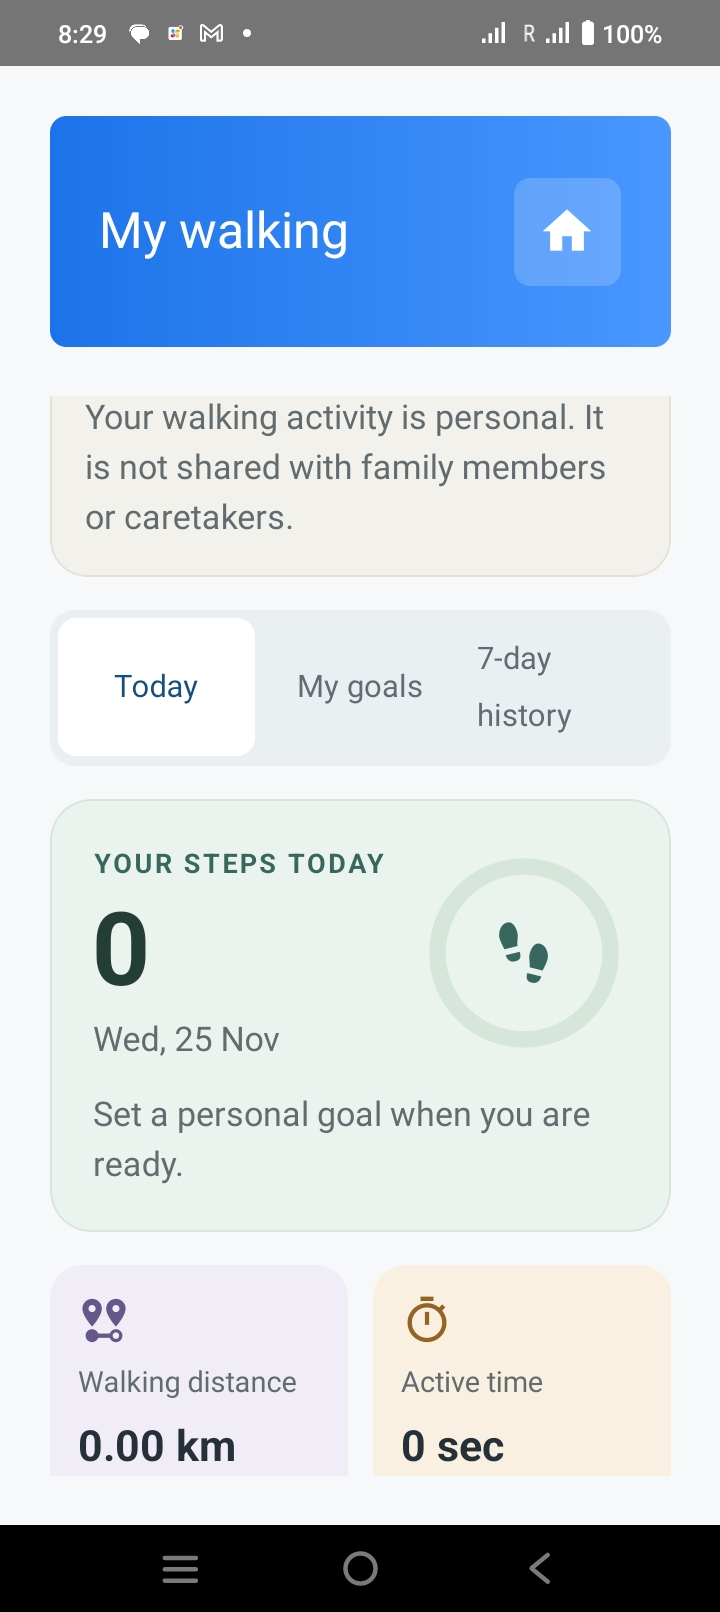 8:29
R
100%
My walking
Your walking activity is personal. It
is not shared with family members
or caretakers.
Today
My goals
7-day
history
YOUR STEPS TODAY
0
Wed, 25 Nov
Set a personal goal when you are
ready.
Walking distance
0.00 km
Active time
0 sec